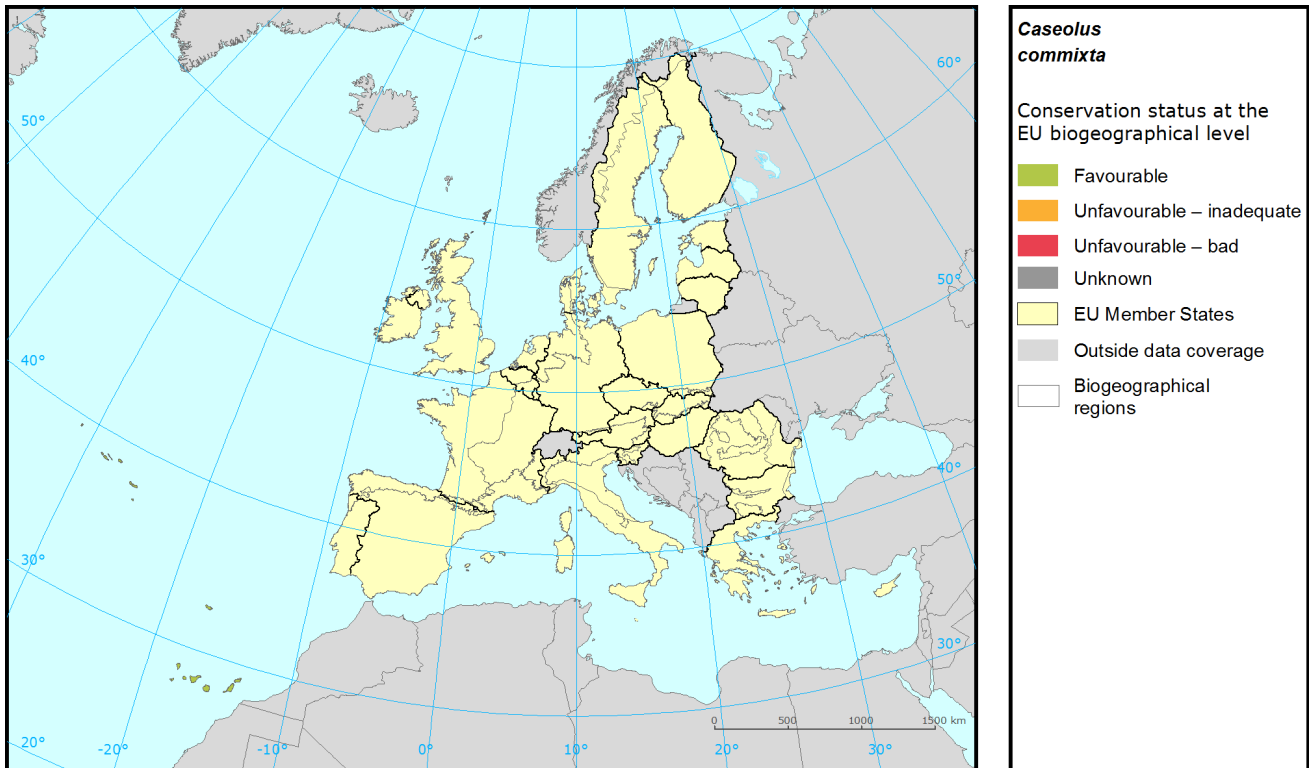 Caseolus
commixta
Conservation status at the
EU biogeographical level
Favourable
Unfavourable – inadequate
Unfavourable – bad
Unknown
EU Member States
Outside data coverage
Biogeographical
regions
60°
50°
50°
40°
40°
30°
30°
20°
-20°
-10°
0°
10°
20°
30°
0
500
1000
1500 km